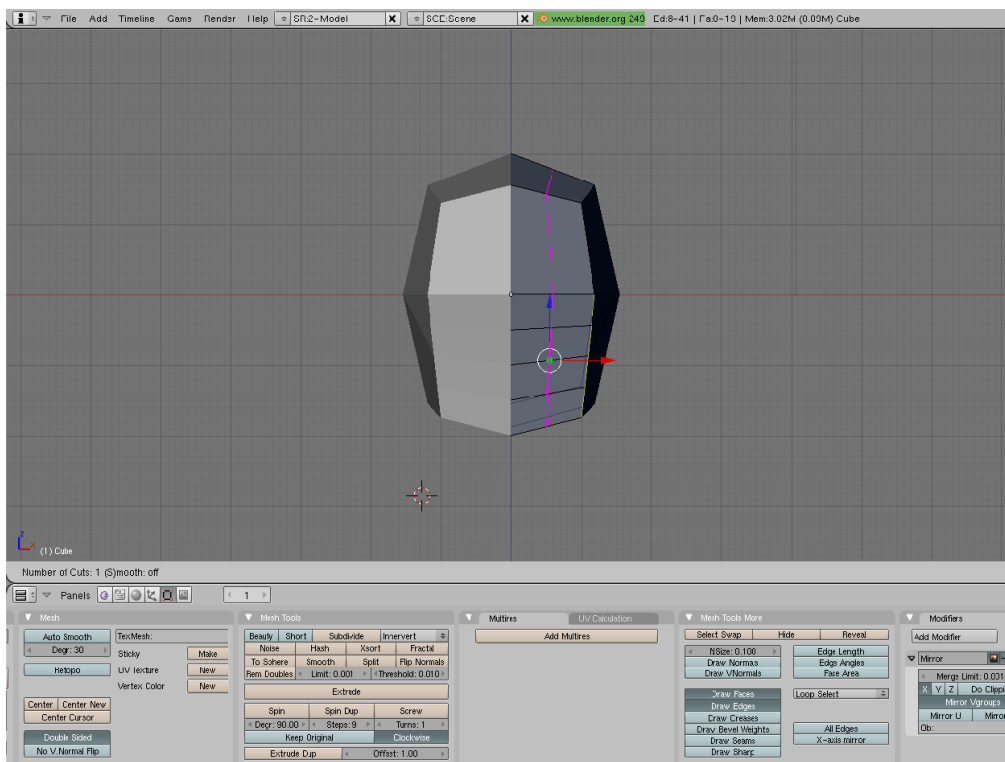 File Add Timeline Game Render Help SR:2-Model SCE:Scene www.blender.org 249 Ed:8-41 | Fa:0-19 | Mem:3.02M (0.09M) Cube
z
x
(1) Cube
Number of Cuts: 1 (S)mooth: off
Panels 1
Mesh Mesh Tools Multires UV Calculation Mesh Tools More Modifiers
Auto Smooth TexMesh: Beauty Short Subdivide Innervert Add Multires Select Swap Hide Reveal Add Modifier
Degr: 30 Sticky Make Noise Hash Xsort Fractal NSize: 0.100 Edge Length
Retopo UV Texture New To Sphere Smooth Split Flip Normals Draw Normals Edge Angles Mirror
Vertex Color New Rem Doubles Limit: 0.001 Threshold: 0.010 Draw VNormals Face Area
Extrude Merge Limit: 0.001
Center Center New Draw Faces Loop Select X Y Z Do Clippi
Center Cursor Spin Spin Dup Screw Draw Edges Mirror Vgroups
Degr: 90.00 Steps: 9 Turns: 1 Draw Creases Mirror U Mirror
Double Sided Keep Original Clockwise Draw Bevel Weights All Edges Ob:
No V.Normal Flip Extrude Dup Offset: 1.00 Draw Seams X-axis mirror
Draw Sharp